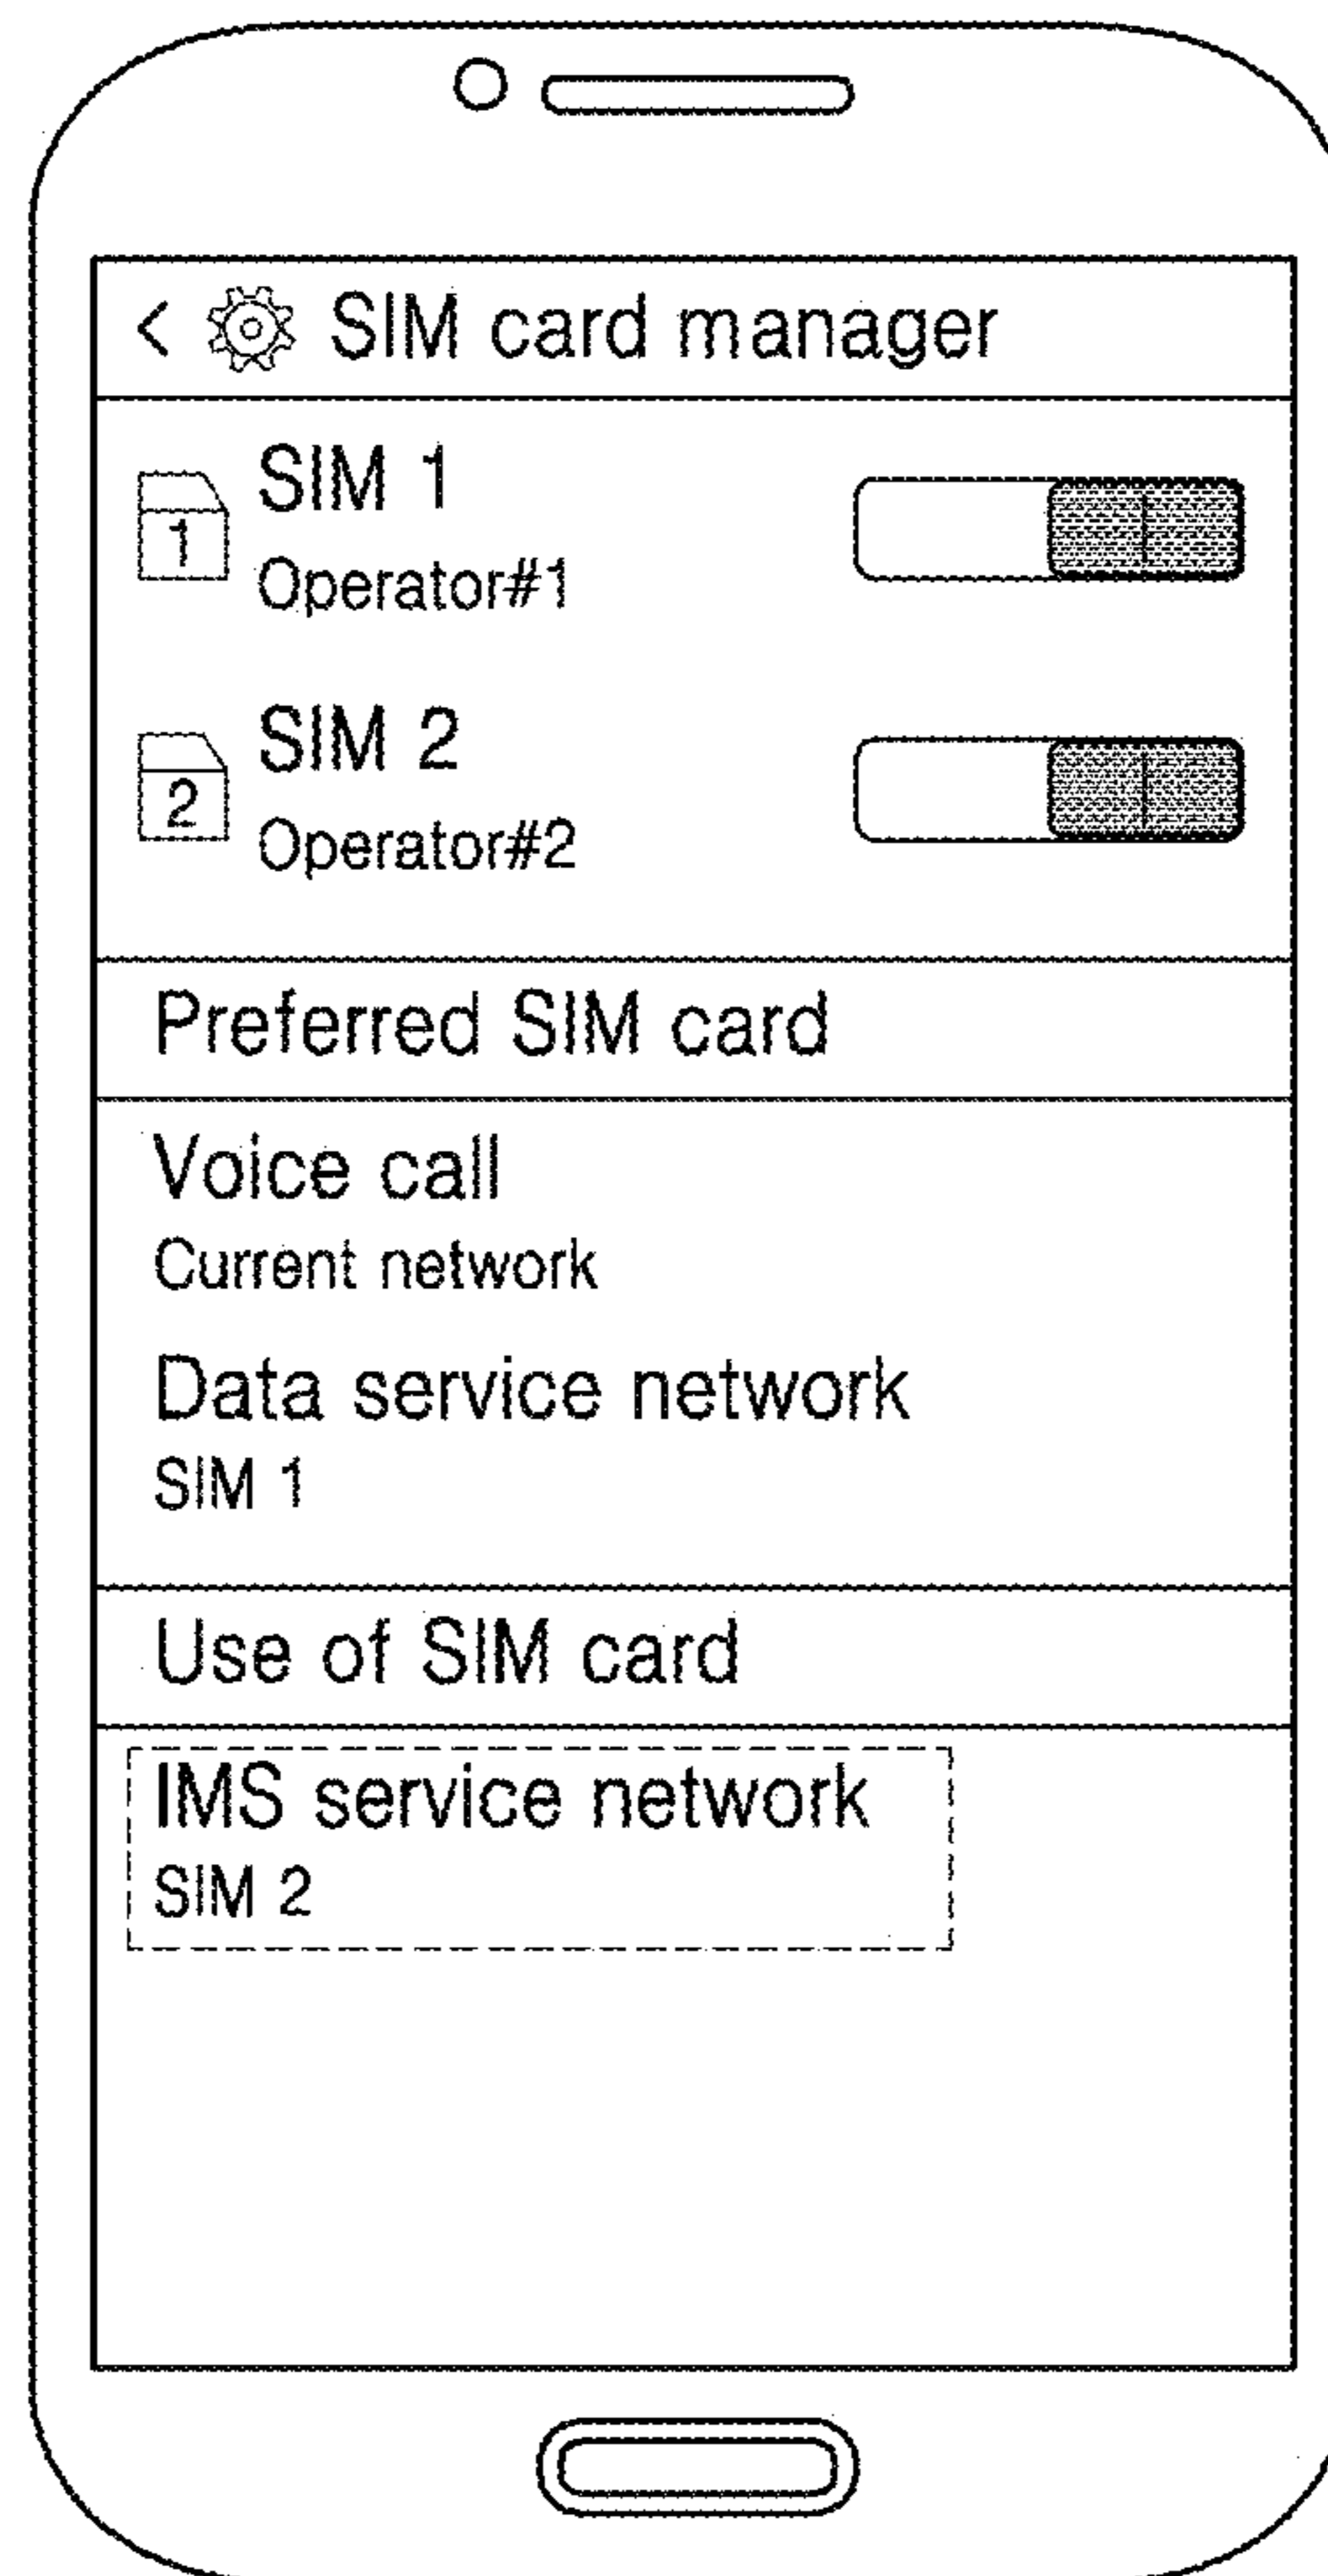 < SIM card manager
1
SIM 1
Operator#1
2
SIM 2
Operator#2
Preferred SIM card
Voice call
Current network
Data service network
SIM 1
Use of SIM card
IMS service network
SIM 2